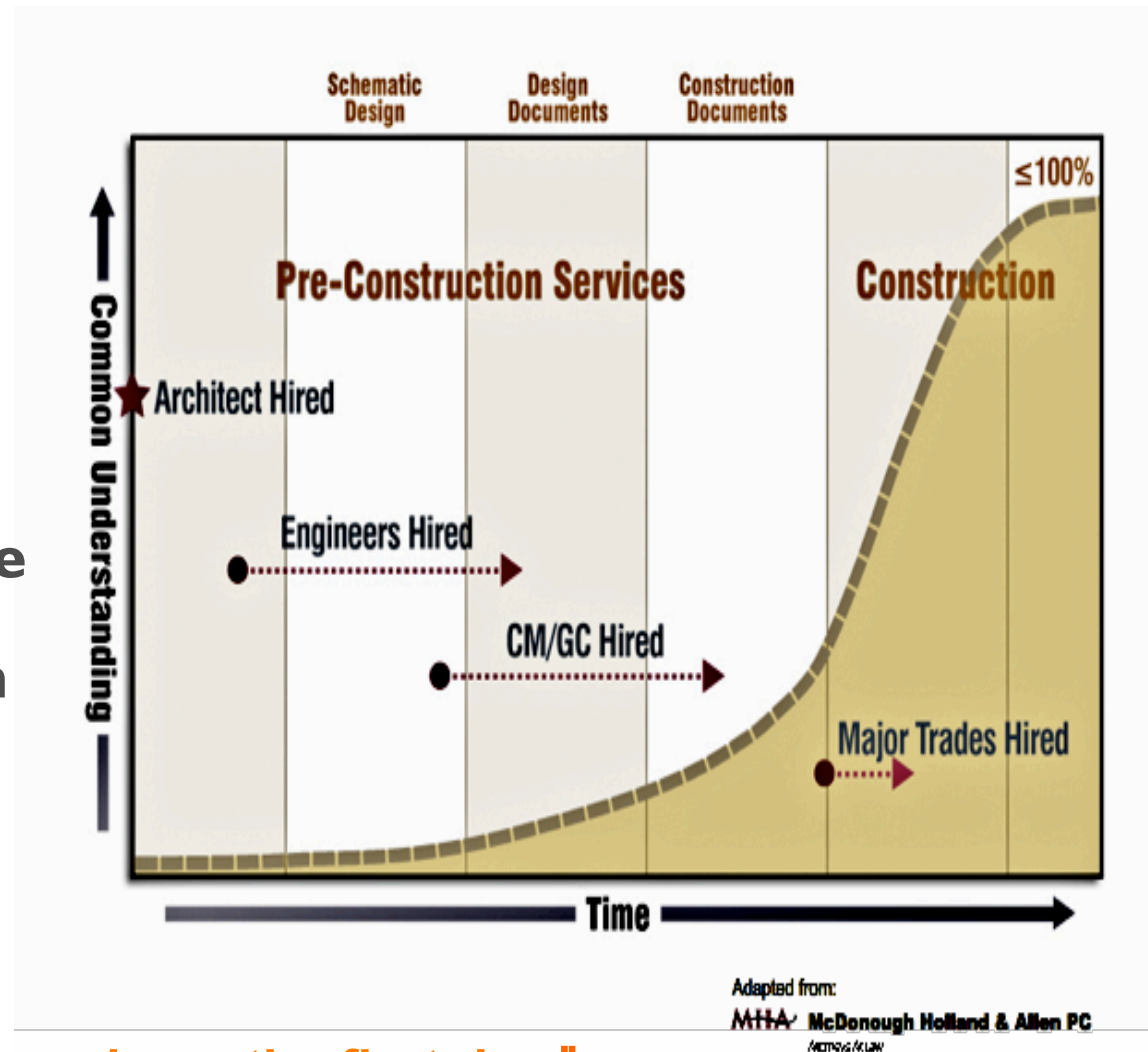 Schematic
Design
Design
Documents
Construction
Documents
≤100%
Pre-Construction Services
Construction
Common Understanding
Architect Hired
Engineers Hired
CM/GC Hired
Major Trades Hired
Time
Adapted from:
MHA McDonough Holland & Allen PC